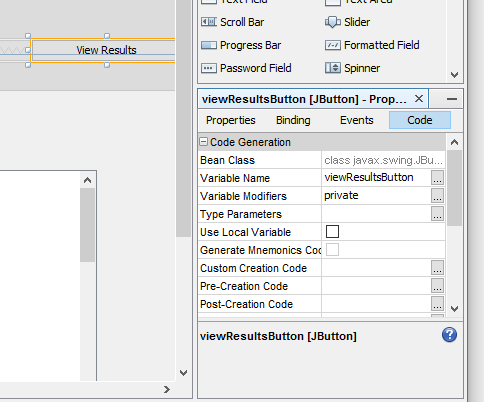 Text Field Text Area
Scroll Bar Slider
View Results
Progress Bar Formatted Field
Password Field Spinner
viewResultsButton [JButton] - Prop...
Properties Binding Events Code
Code Generation
Bean Class class javax.swing.JBu...
Variable Name viewResultsButton ...
Variable Modifiers private ...
Type Parameters ...
Use Local Variable
Generate Mnemonics Coo
Custom Creation Code ...
Pre-Creation Code ...
Post-Creation Code ...
viewResultsButton [JButton]